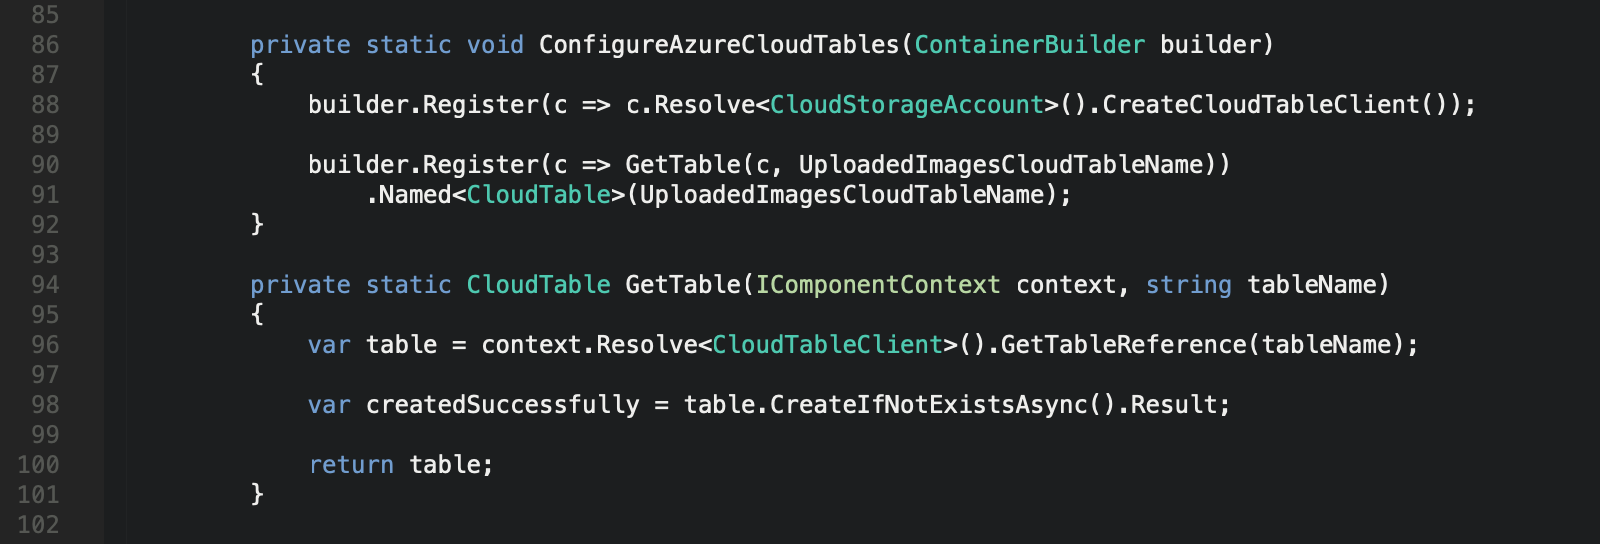 85
86 private static void ConfigureAzureCloudTables(ContainerBuilder builder)
87 {
88 builder.Register(c => c.Resolve<CloudStorageAccount>().CreateCloudTableClient());
89
90 builder.Register(c => GetTable(c, UploadedImagesCloudTableName))
91 .Named<CloudTable>(UploadedImagesCloudTableName);
92 }
93
94 private static CloudTable GetTable(IComponentContext context, string tableName)
95 {
96 var table = context.Resolve<CloudTableClient>().GetTableReference(tableName);
97
98 var createdSuccessfully = table.CreateIfNotExistsAsync().Result;
99
100 return table;
101 }
102